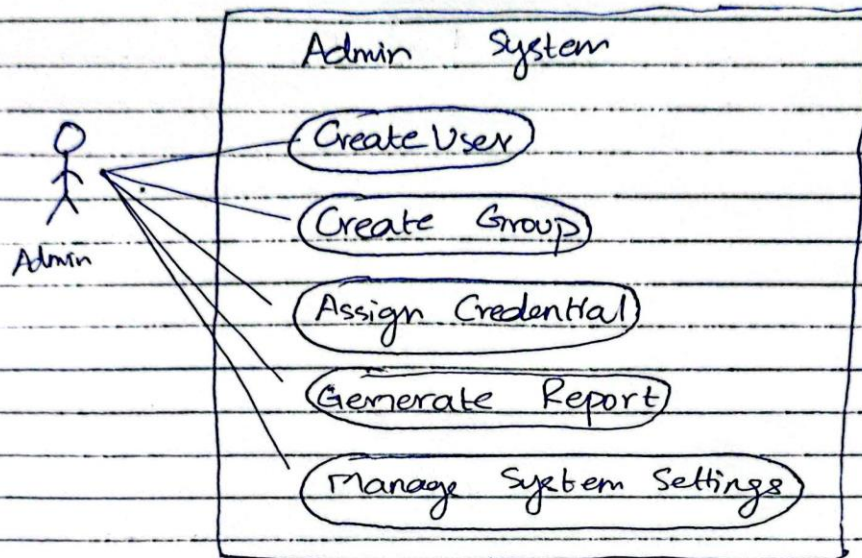 Admin System
Create User
Create Group
Admin
Assign Credential
Generate Report
Manage System Settings